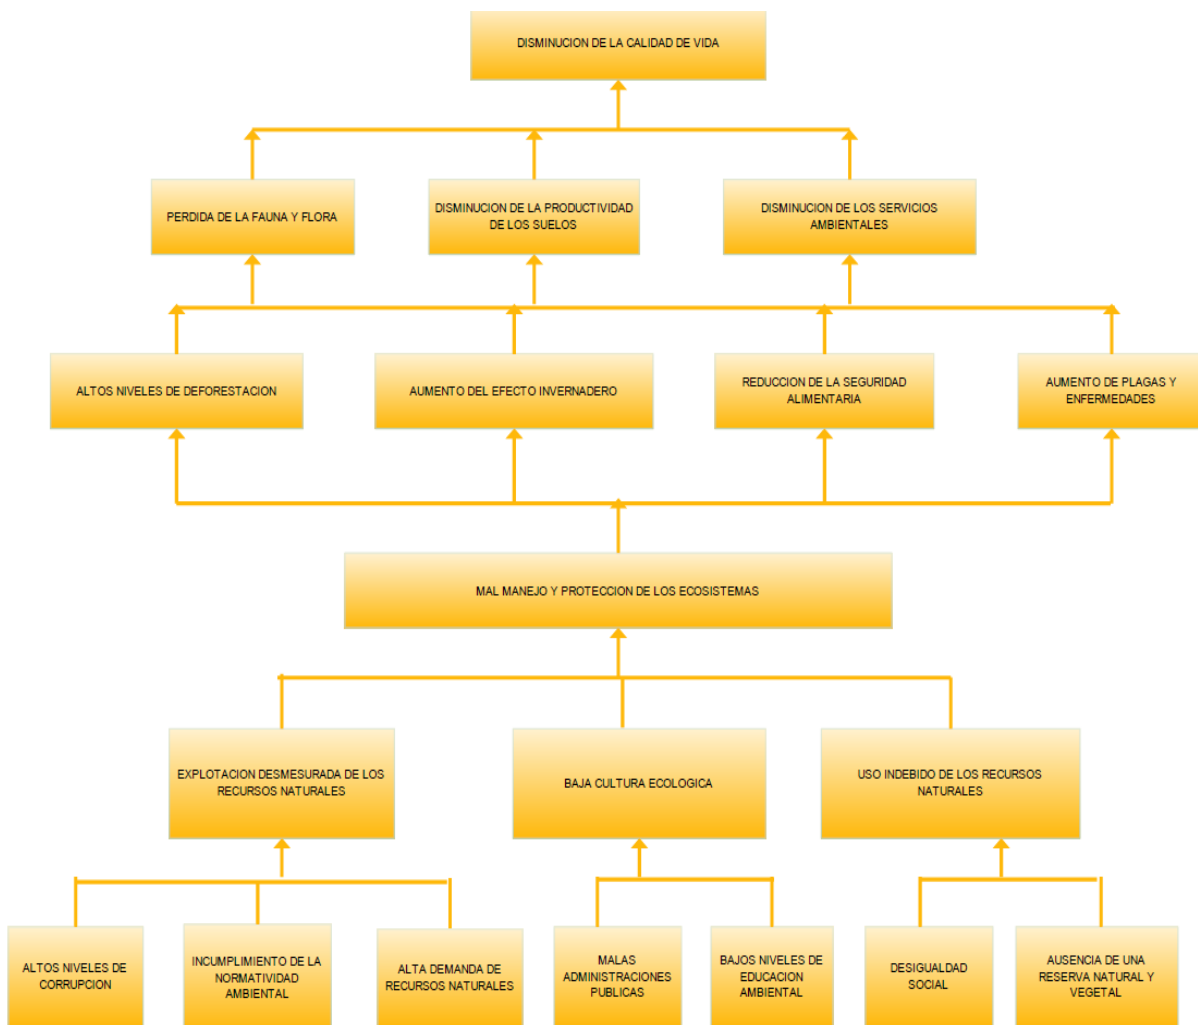 DISMINUCION DE LA CALIDAD DE VIDA
PERDIDA DE LA FAUNA Y FLORA
DISMINUCION DE LA PRODUCTIVIDAD
DE LOS SUELOS
DISMINUCION DE LOS SERVICIOS
AMBIENTALES
ALTOS NIVELES DE DEFORESTACION
AUMENTO DEL EFECTO INVERNADERO
REDUCCION DE LA SEGURIDAD
ALIMENTARIA
AUMENTO DE PLAGAS Y
ENFERMEDADES
MAL MANEJO Y PROTECCION DE LOS ECOSISTEMAS
EXPLOTACION DESMESURADA DE LOS
RECURSOS NATURALES
BAJA CULTURA ECOLOGICA
USO INDEBIDO DE LOS RECURSOS
NATURALES
ALTOS NIVELES DE
CORRUPCION
INCUMPLIMIENTO DE LA
NORMATIVIDAD
AMBIENTAL
ALTA DEMANDA DE
RECURSOS NATURALES
MALAS
ADMINISTRACIONES
PUBLICAS
BAJOS NIVELES DE
EDUCACION
AMBIENTAL
DESIGUALDAD
SOCIAL
AUSENCIA DE UNA
RESERVA NATURAL Y
VEGETAL